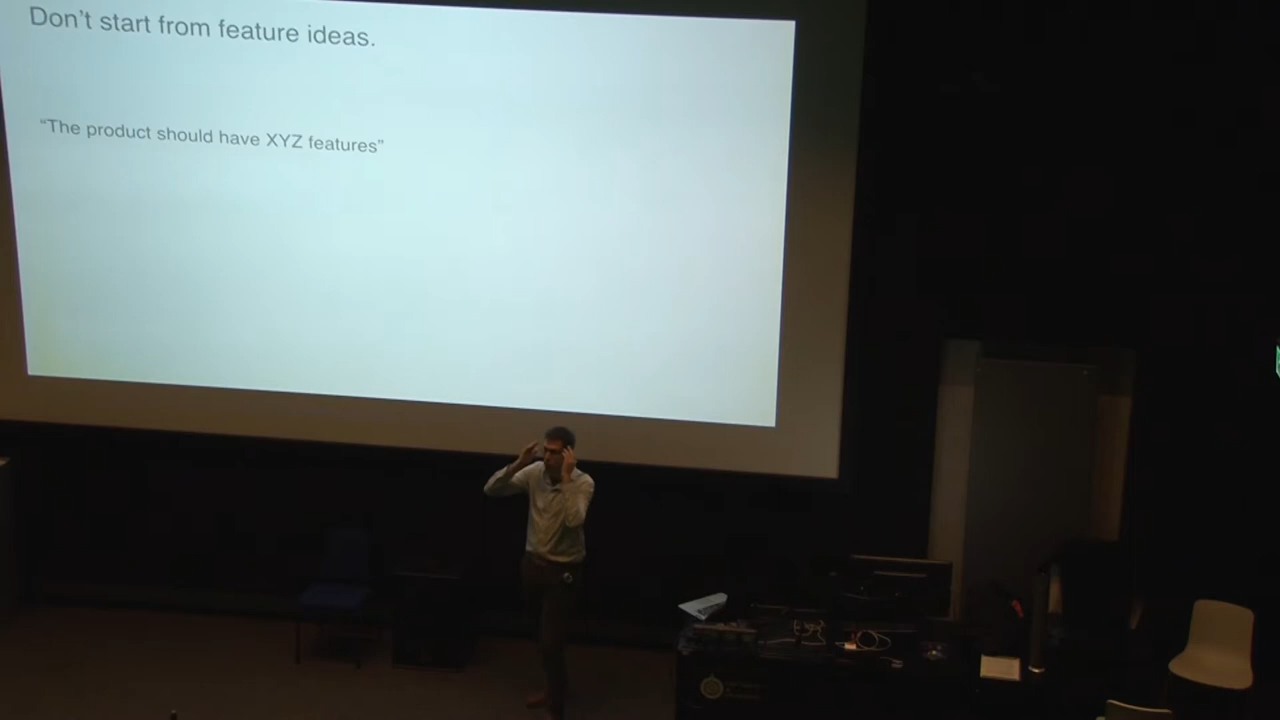 Don't start from feature ideas.
“The product should have XYZ features”